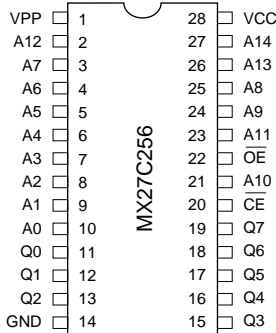 VPP 1 28 VCC
A12 2 27 A14
A7 3 26 A13
A6 4 25 A8
A5 5 24 A9
A4 6 23 A11
A3 7 22 O̅E̅
A2 8 21 A10
A1 9 20 C̅E̅
A0 10 19 Q7
Q0 11 18 Q6
Q1 12 17 Q5
Q2 13 16 Q4
GND 14 15 Q3
MX27C256